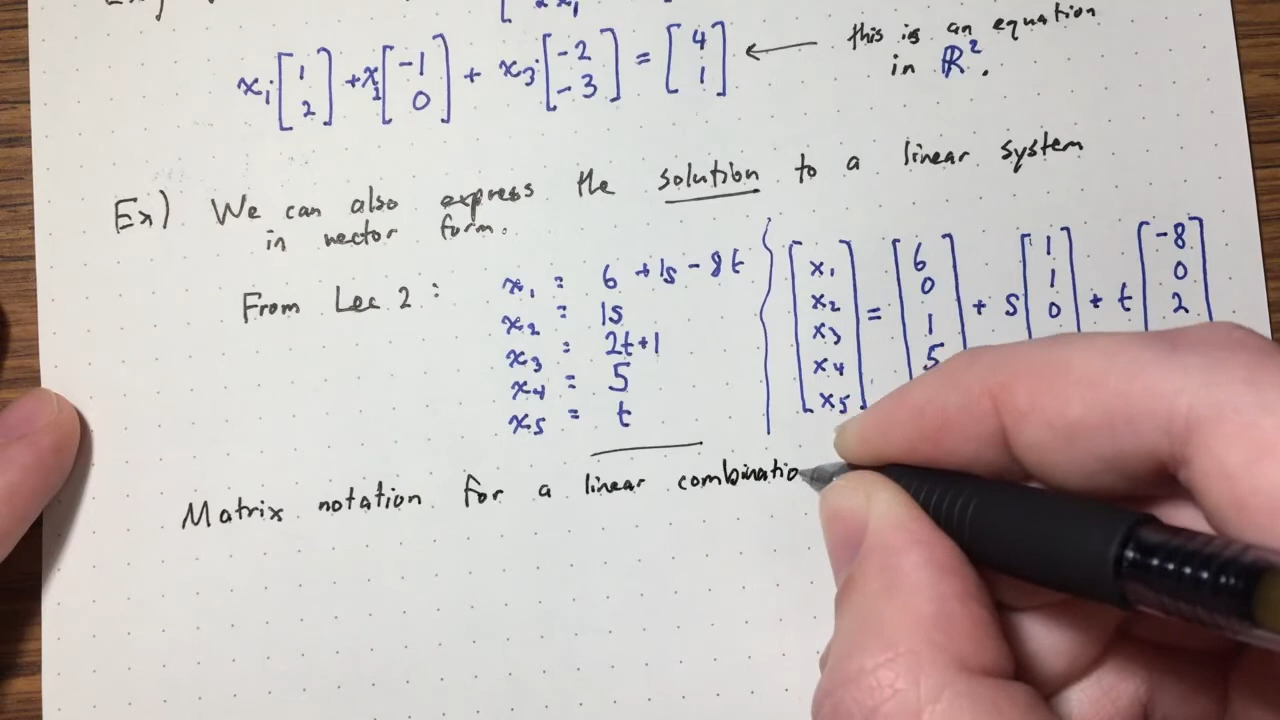 x₁ [1 2] + x₂ [-1 0] + x₃ [-2 -3] = [4 1] ← this is an equation
in ℝ².
Ex) We can also express the solution to a linear system
in vector form.
From Lec 2: x₁ = 6 + 1s - 8t
x₂ = 1s
x₃ = 2t+1
x₄ = 5
x₅ = t
[x₁ x₂ x₃ x₄ x₅] = [6 0 1 5 + s [1 1 0 + t [-8 0 2
Matrix notation for a linear combinatio